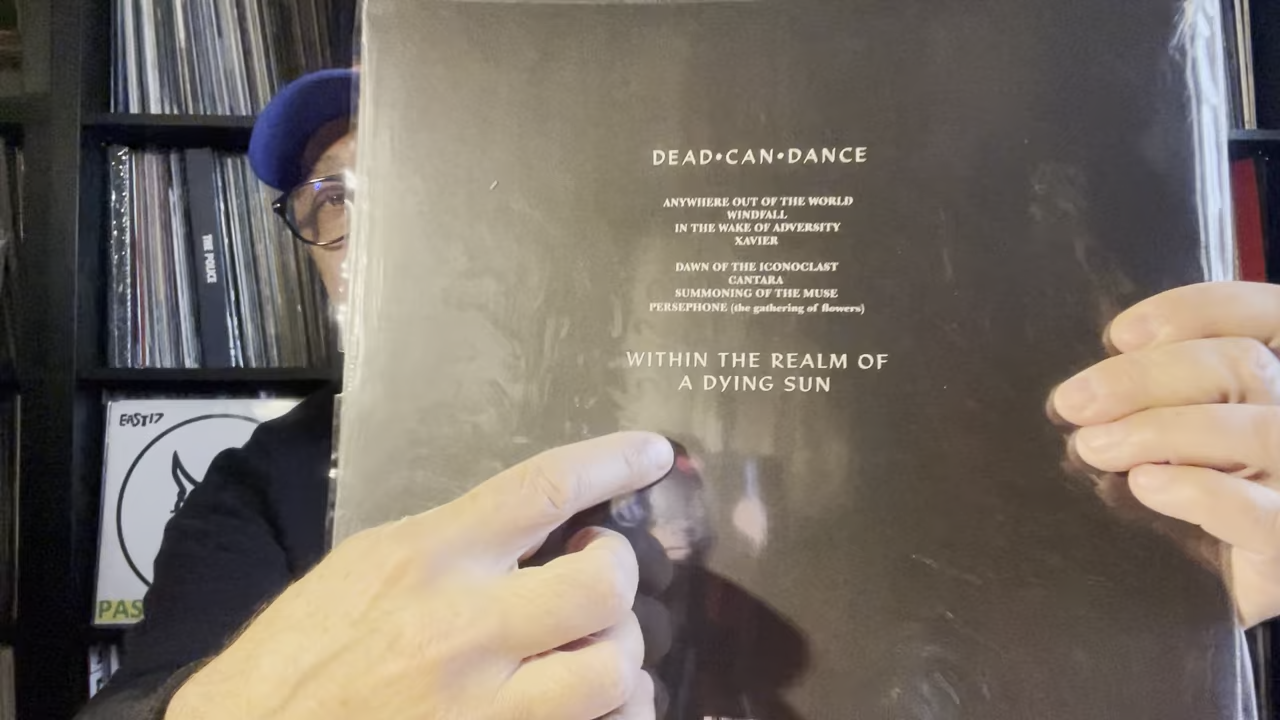 DEAD•CAN•DANCE
ANYWHERE OUT OF THE WORLD
WINDFALL
IN THE WAKE OF ADVERSITY
XAVIER
DAWN OF THE ICONOCLAST
CANTARA
SUMMONING OF THE MUSE
PERSEPHONE (the gathering of flowers)
WITHIN THE REALM OF
A DYING SUN
THE POLICE
EAST17
PAS